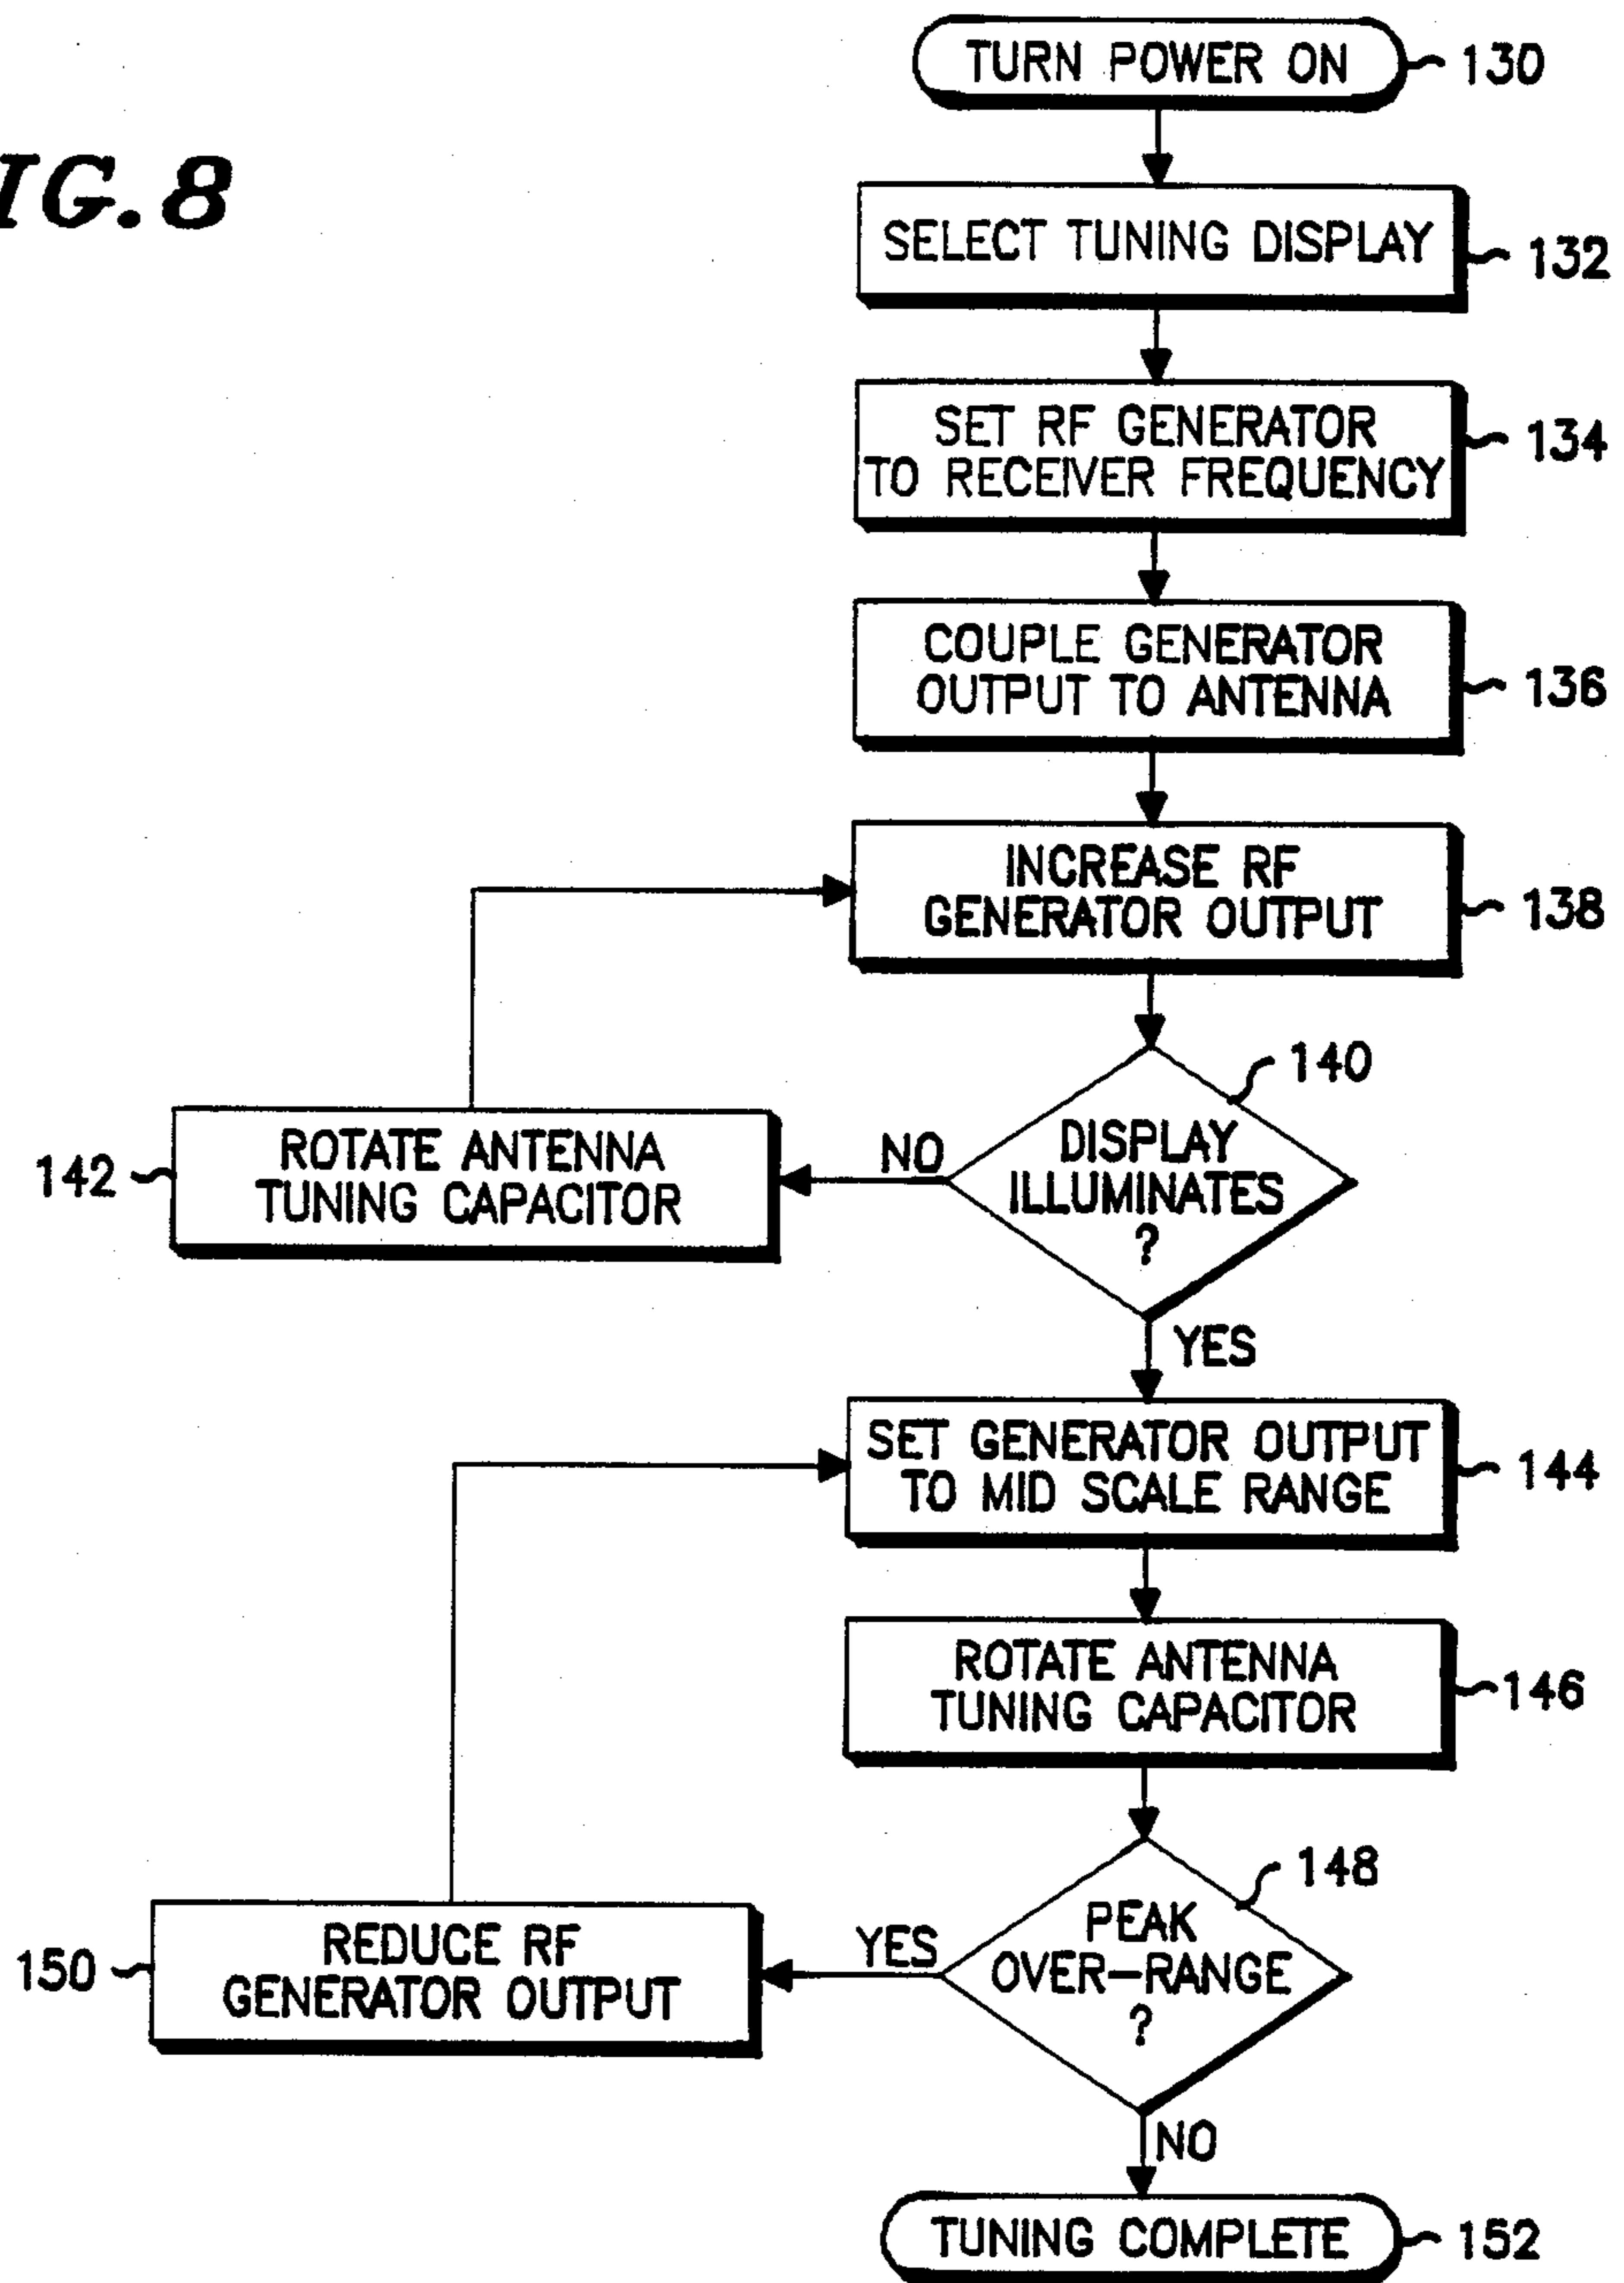 IG. 8
TURN POWER ON
130
SELECT TUNING DISPLAY
132
SET RF GENERATOR
TO RECEIVER FREQUENCY
134
COUPLE GENERATOR
OUTPUT TO ANTENNA
136
INCREASE RF
GENERATOR OUTPUT
138
140
DISPLAY
ILLUMINATES
?
NO
ROTATE ANTENNA
TUNING CAPACITOR
142
YES
SET GENERATOR OUTPUT
TO MID SCALE RANGE
144
ROTATE ANTENNA
TUNING CAPACITOR
146
148
PEAK
OVER-RANGE
?
YES
REDUCE RF
GENERATOR OUTPUT
150
NO
TUNING COMPLETE
152